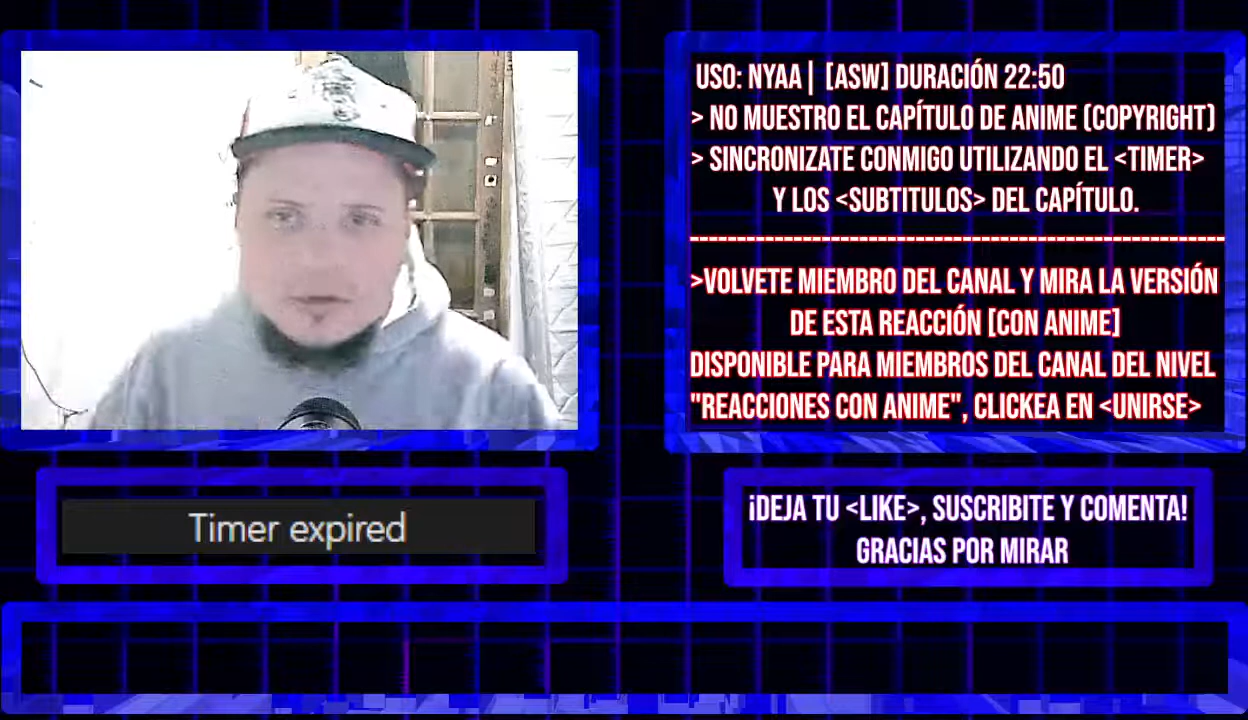 USO: NYAA| [ASW] DURACIÓN 22:50
> NO MUESTRO EL CAPÍTULO DE ANIME (COPYRIGHT)
> SINCRONIZATE CONMIGO UTILIZANDO EL <TIMER>
Y LOS <SUBTITULOS> DEL CAPÍTULO.
>VOLVETE MIEMBRO DEL CANAL Y MIRA LA VERSIÓN
DE ESTA REACCIÓN [CON ANIME]
DISPONIBLE PARA MIEMBROS DEL CANAL DEL NIVEL
"REACCIONES CON ANIME", CLICKEA EN <UNIRSE>
Timer expired
¡DEJA TU <LIKE>, SUSCRIBITE Y COMENTA!
GRACIAS POR MIRAR